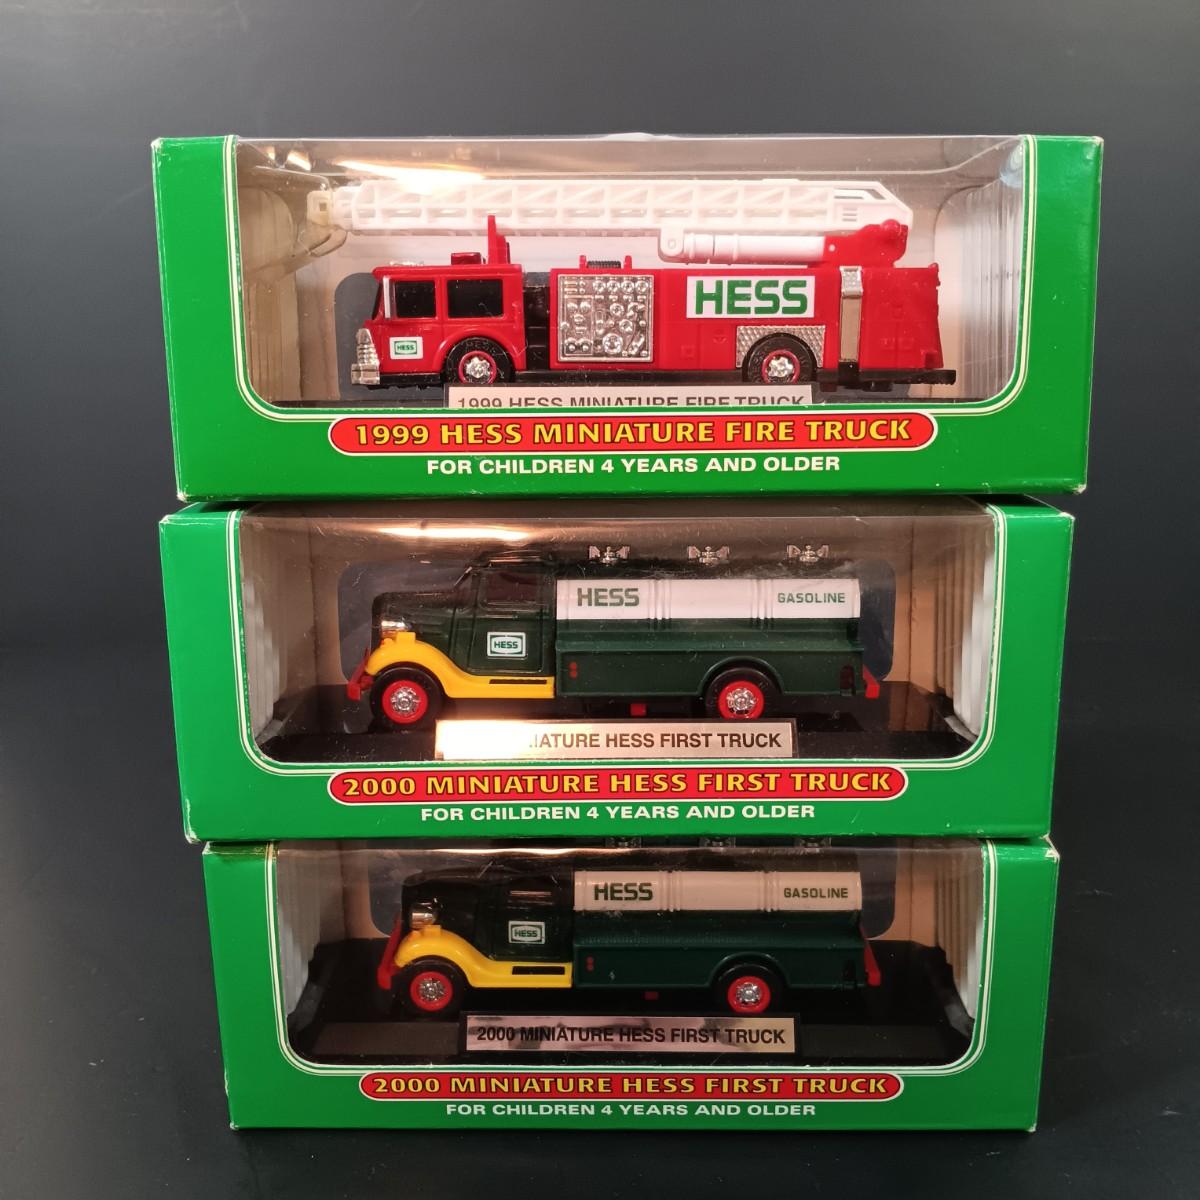 HESS
HESS
1999 HESS MINIATURE FIRE TRUCK
1999 HESS MINIATURE FIRE TRUCK
FOR CHILDREN 4 YEARS AND OLDER
HESS GASOLINE
HESS
MINIATURE HESS FIRST TRUCK
2000 MINIATURE HESS FIRST TRUCK
FOR CHILDREN 4 YEARS AND OLDER
HESS GASOLINE
HESS
2000 MINIATURE HESS FIRST TRUCK
2000 MINIATURE HESS FIRST TRUCK
FOR CHILDREN 4 YEARS AND OLDER